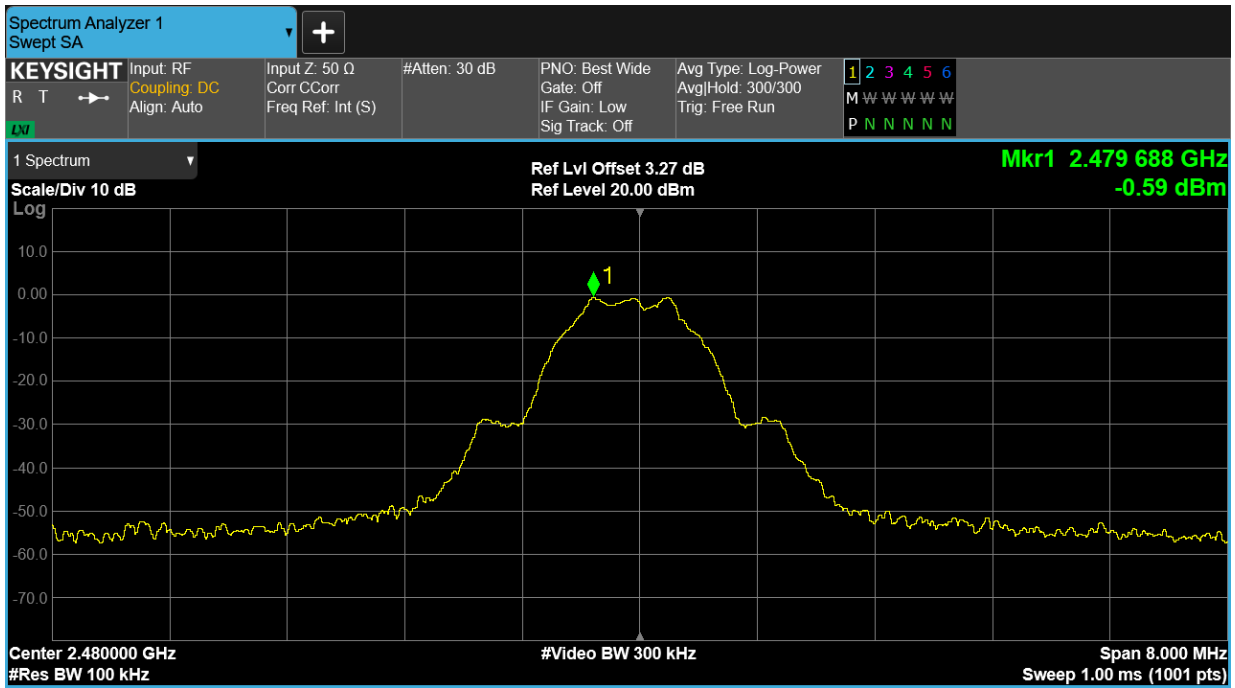 Spectrum Analyzer 1
Swept SA
KEYSIGHT
R T
LXI
Input: RF
Coupling: DC
Align: Auto
Input Z: 50 Ω
Corr CCorr
Freq Ref: Int (S)
#Atten: 30 dB
PNO: Best Wide
Gate: Off
IF Gain: Low
Sig Track: Off
Avg Type: Log-Power
Avg|Hold: 300/300
Trig: Free Run
1 2 3 4 5 6
M W W W W W
P N N N N N
1 Spectrum
Scale/Div 10 dB
Log
Ref Lvl Offset 3.27 dB
Ref Level 20.00 dBm
Mkr1 2.479 688 GHz
-0.59 dBm
10.0
0.00
-10.0
-20.0
-30.0
-40.0
-50.0
-60.0
-70.0
1
Center 2.480000 GHz
#Res BW 100 kHz
#Video BW 300 kHz
Span 8.000 MHz
Sweep 1.00 ms (1001 pts)